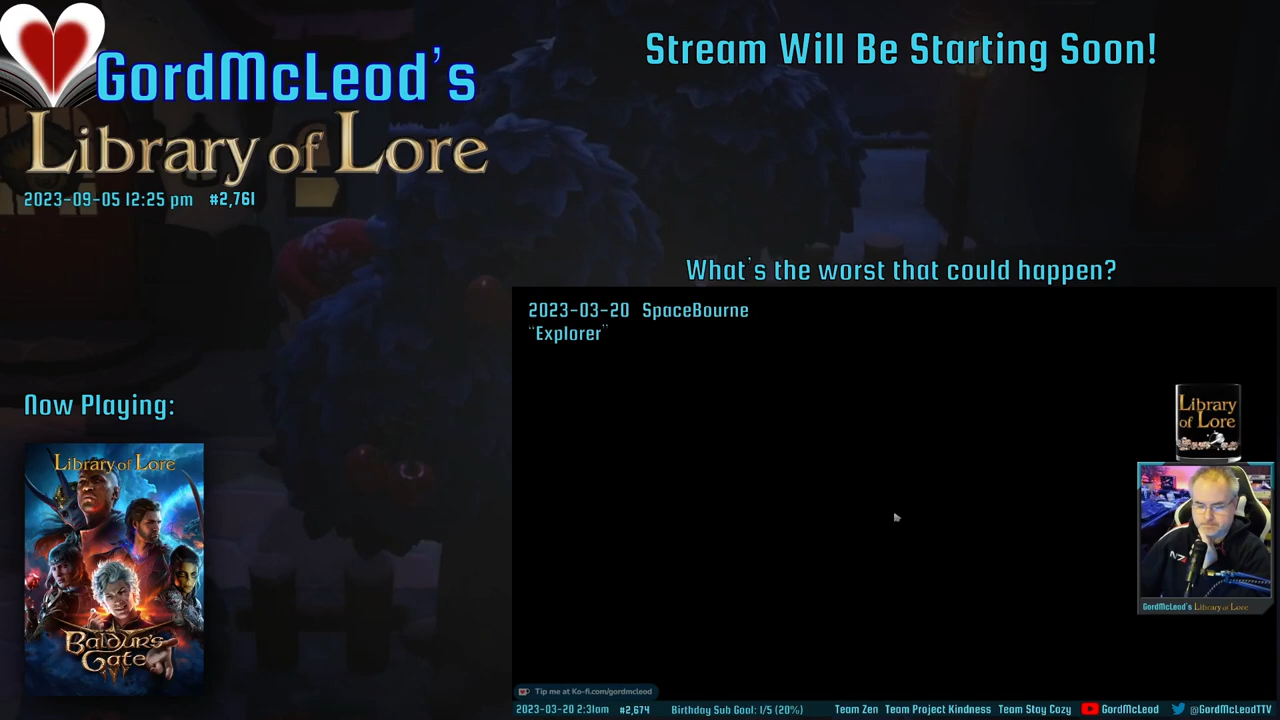 GordMcLeod's
Library of Lore
2023-09-05 12:25 pm #2,761
Stream Will Be Starting Soon!
What's the worst that could happen?
2023-03-20 SpaceBourne
"Explorer"
Now Playing:
Library of Lore
Baldur's
Gate
III
Library
of Lore
N7
GordMcLeod's Library of Lore
Tip me at Ko-fi.com/gordmcleod
2023-03-20 2:31am #2,674 Birthday Sub Goal: 1/5 (20%) Team Zen Team Project Kindness Team Stay Cozy GordMcLeod @GordMcLeodTTV